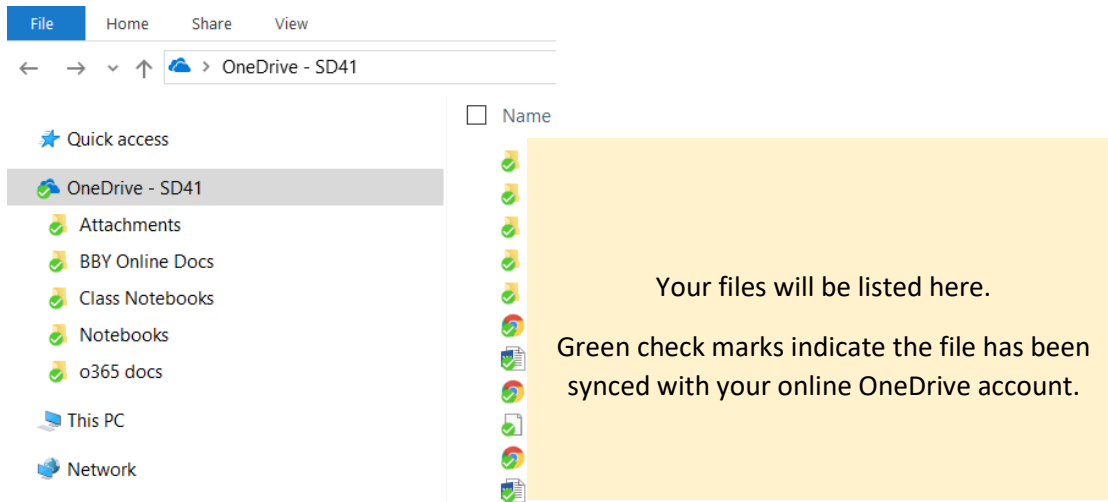 File Home Share View
OneDrive - SD41
Name
Quick access
OneDrive - SD41
Attachments
BBY Online Docs
Class Notebooks
Notebooks
o365 docs
This PC
Network
Your files will be listed here.
Green check marks indicate the file has been
synced with your online OneDrive account.